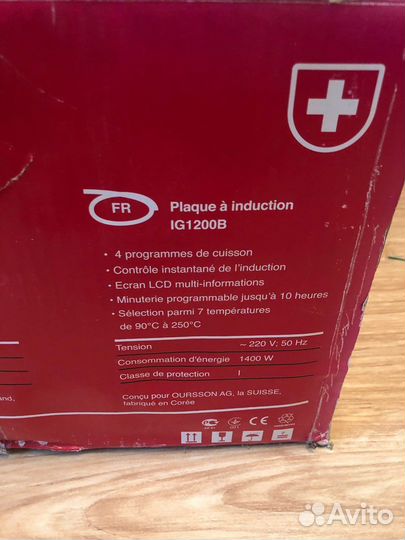 FR
Plaque à induction
IG1200B
• 4 programmes de cuisson
• Contrôle instantané de l'induction
• Ecran LCD multi-informations
• Minuterie programmable jusqu'à 10 heures
• Sélection parmi 7 températures
de 90°C à 250°C
Tension ~ 220 V; 50 Hz
Consommation d'énergie 1400 W
Classe de protection I
Conçu pour OURSSON AG, la SUISSE,
fabriqué en Corée
and,
Avito